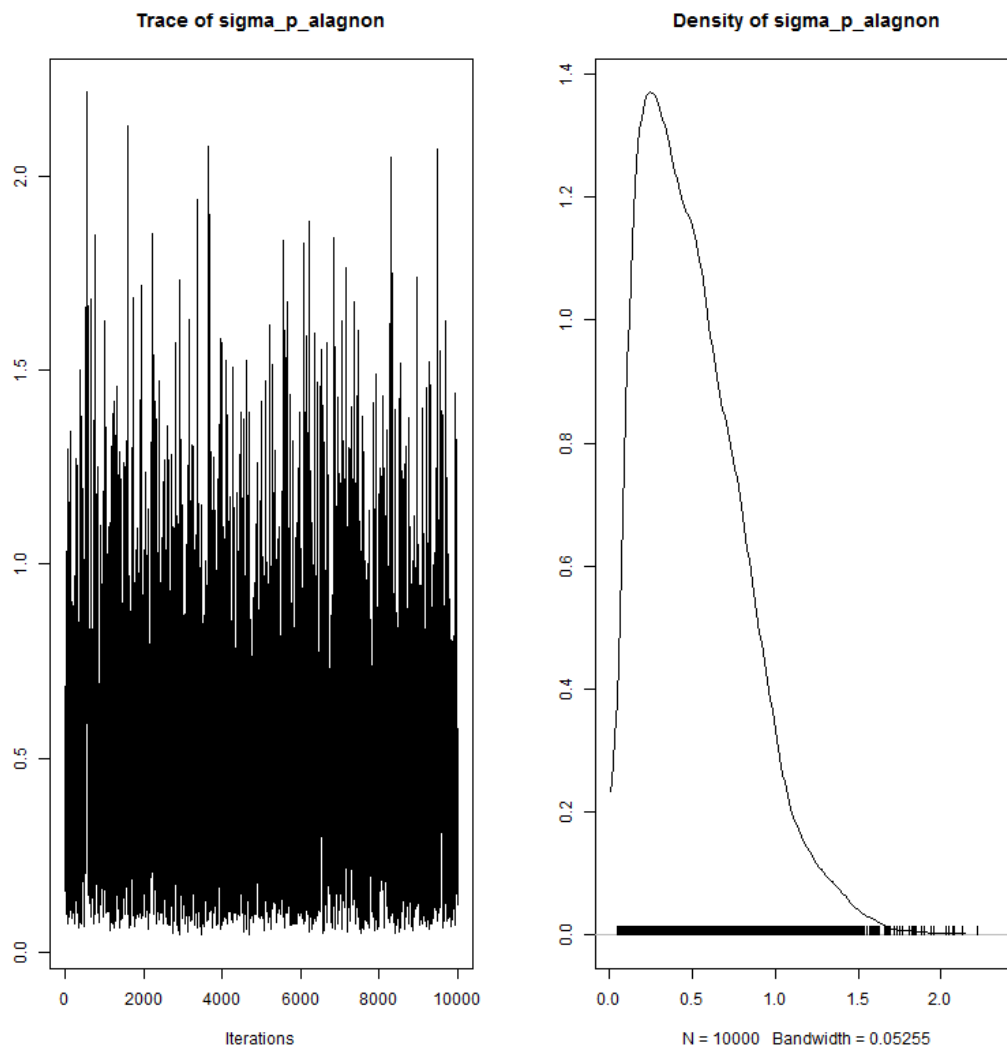 Trace of sigma_p_alagnon
2.0
1.5
1.0
0.5
0.0
0 2000 4000 6000 8000 10000
Iterations
Density of sigma_p_alagnon
1.4
1.2
1.0
0.8
0.6
0.4
0.2
0.0
0.0 0.5 1.0 1.5 2.0
N = 10000 Bandwidth = 0.05255